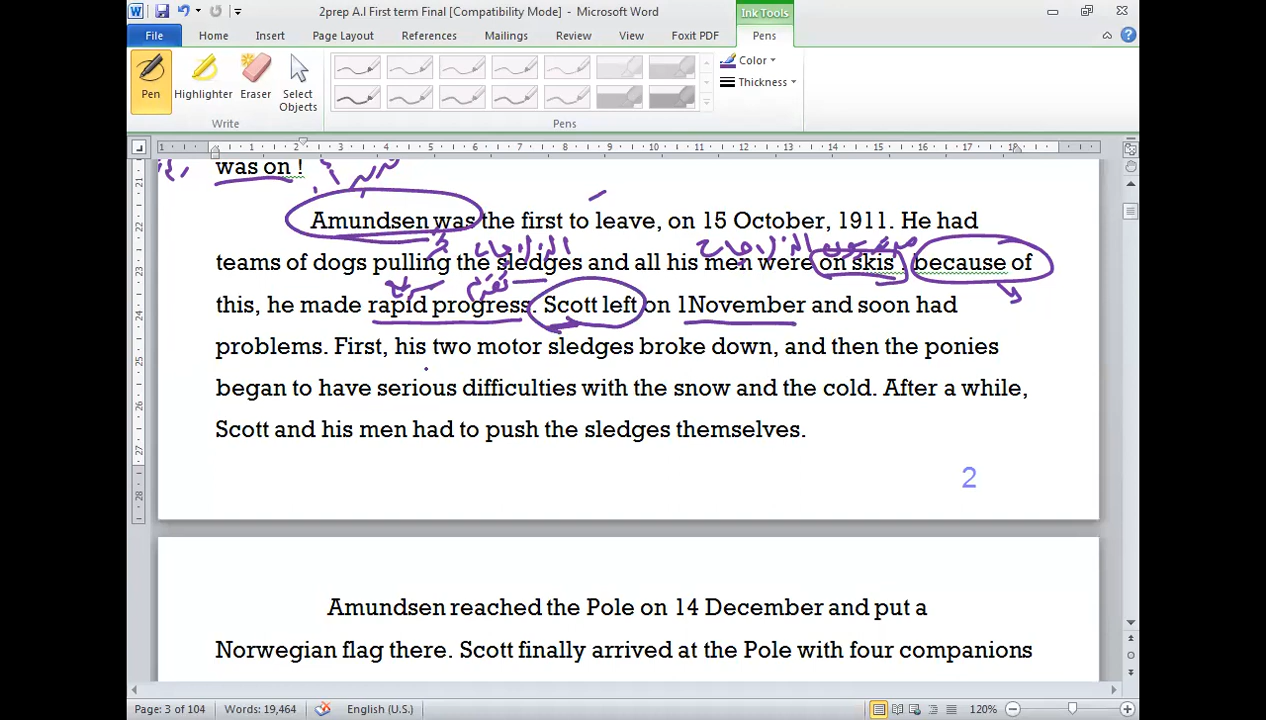 2prep A.I First term Final [Compatibility Mode] - Microsoft Word
Ink Tools
File Home Insert Page Layout References Mailings Review View Foxit PDF Pens
Pen Highlighter Eraser Select Objects
Color
Thickness
Write
Pens
was on !
Amundsen was the first to leave, on 15 October, 1911. He had
الزلاجات
teams of dogs pulling the sledges and all his men were on skis , because of
سريع
this, he made rapid progress. Scott left on 1November and soon had
problems. First, his two motor sledges broke down, and then the ponies
began to have serious difficulties with the snow and the cold. After a while,
Scott and his men had to push the sledges themselves.
2
Amundsen reached the Pole on 14 December and put a
Norwegian flag there. Scott finally arrived at the Pole with four companions
Page: 3 of 104 Words: 19,464 English (U.S.) 120%